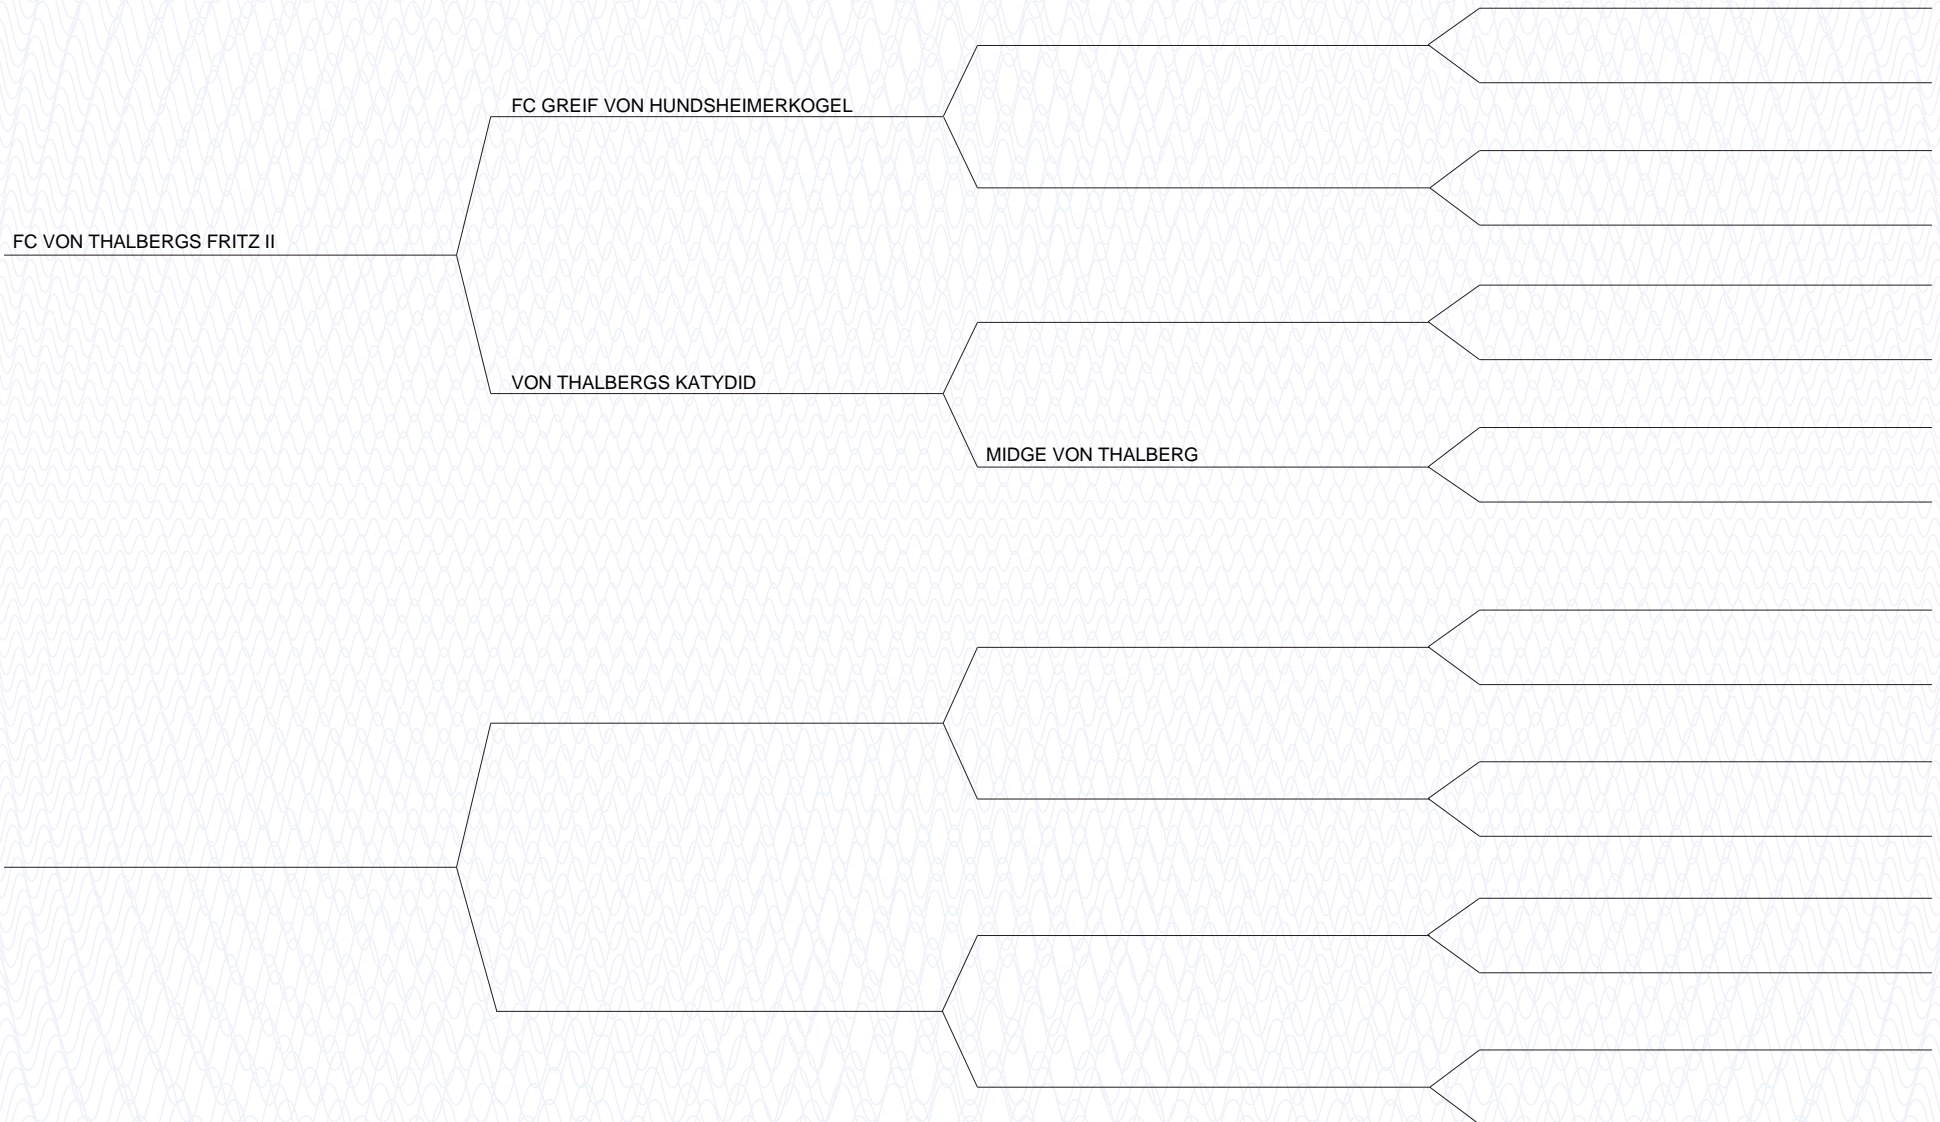 FC GREIF VON HUNDSHEIMERKOGEL
FC VON THALBERGS FRITZ II
VON THALBERGS KATYDID
MIDGE VON THALBERG